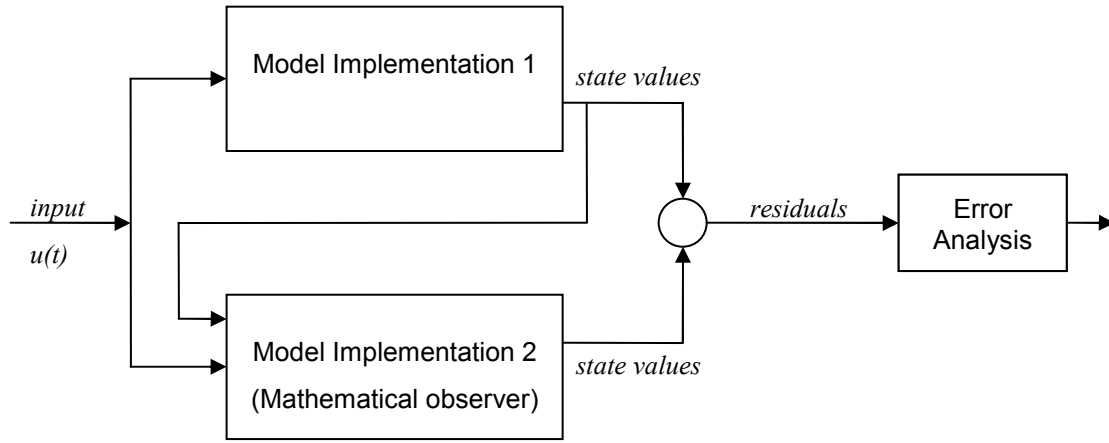 Model Implementation 1
state values
input
u(t)
residuals
Error
Analysis
Model Implementation 2
(Mathematical observer)
state values